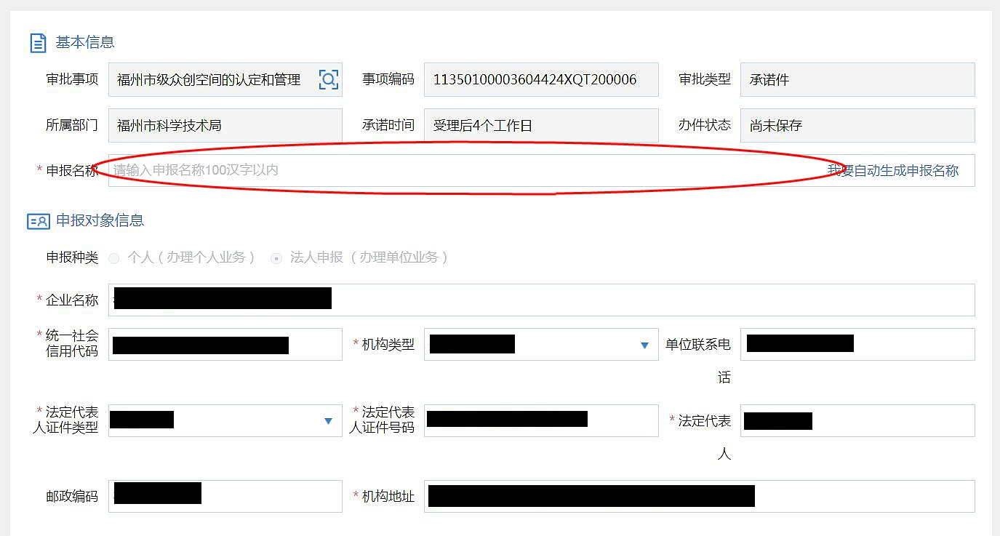 基本信息
审批事项 福州市级众创空间的认定和管理 事项编码 11350100003604424XQT200006 审批类型 承诺件
所属部门 福州市科学技术局 承诺时间 受理后4个工作日 办件状态 尚未保存
* 申报名称 请输入申报名称100汉字以内 我要自动生成申报名称
申报对象信息
申报种类 个人（办理个人业务） 法人申报 （办理单位业务）
* 企业名称
* 统一社会
信用代码
* 机构类型
单位联系电
话
* 法定代表
人证件类型
* 法定代表
人证件号码
* 法定代表
人
邮政编码 * 机构地址